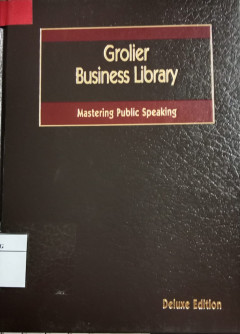 Grolier
Business Library
Mastering Public Speaking
Deluxe Edition